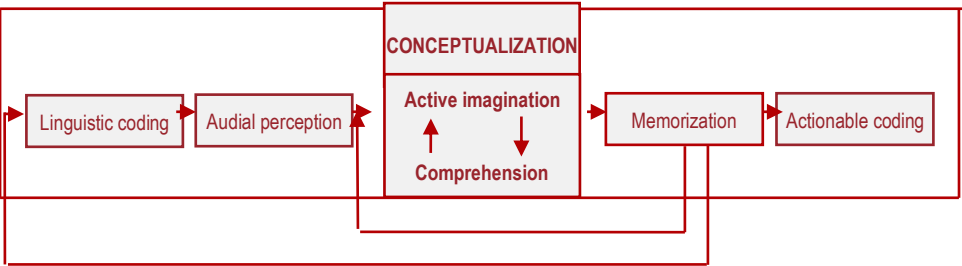 CONCEPTUALIZATION
Linguistic coding
Audial perception
Active imagination
Comprehension
Memorization
Actionable coding